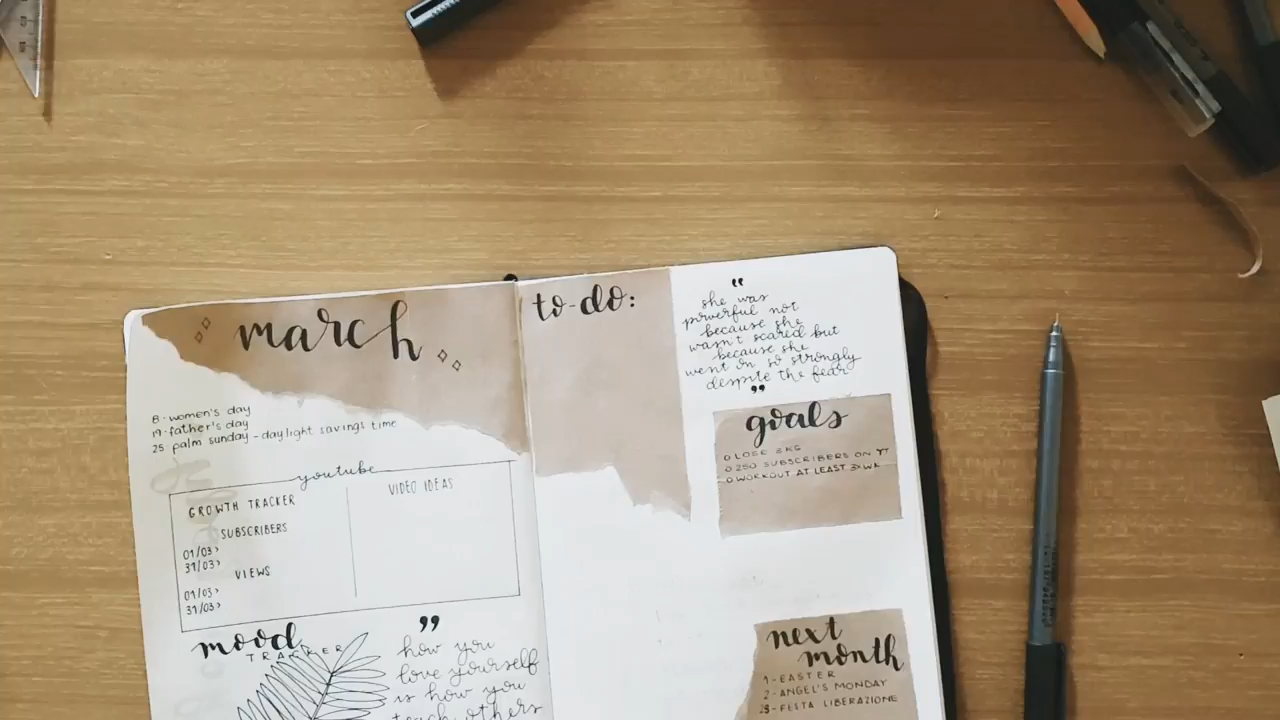 march
8-women's day
19-father's day
25 palm sunday - daylight savings time
youtube
GROWTH TRACKER
SUBSCRIBERS
01/03>
31/03>
VIEWS
01/03>
31/03>
VIDEO IDEAS
mood
TRACKER
"
how you
love yourself
is how you
teach others
to-do:
"
she was
powerful not
because she
wasn't scared but
because she
went on so strongly
despite the fear
"
goals
O LOSE 3KG
O 250 SUBSCRIBERS ON YT
O WORKOUT AT LEAST 3x WK
next
month
1-EASTER
2-ANGEL'S MONDAY
25-FESTA LIBERAZIONE